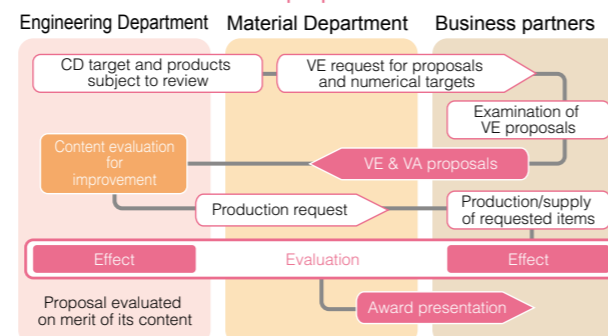 Engineering Department
Material Department
Business partners
CD target and products
subject to review
VE request for proposals
and numerical targets
Examination of
VE proposals
Content evaluation
for
improvement
VE & VA proposals
Production request
Production/supply
of requested items
Effect
Evaluation
Effect
Proposal evaluated
on merit of its content
Award presentation